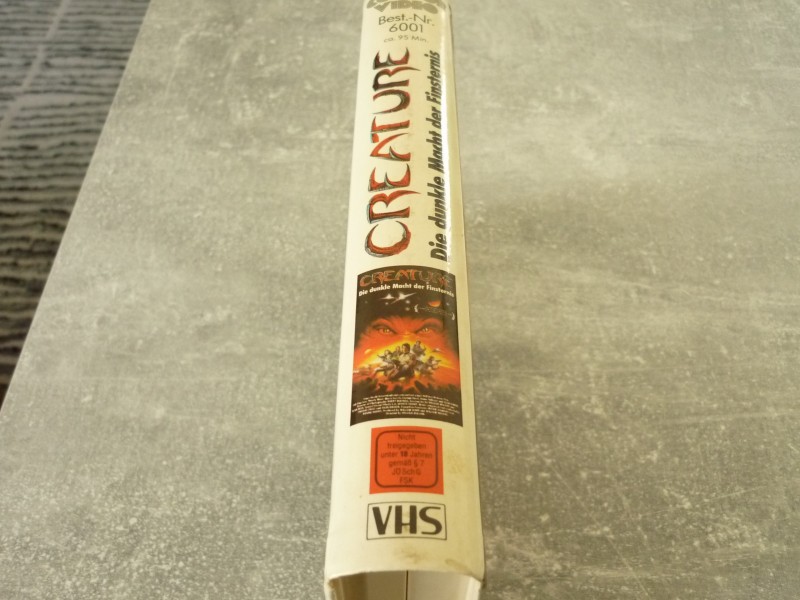 VIDEO
Best.-Nr.
6001
ca. 95 Min.
CREATURE
Die dunkle Macht der Finsternis
CREATURE
Die dunkle Macht der Finsternis
Nicht
freigegeben
unter 18 Jahren
gemäß § 7
JÖSchG
FSK
VHS